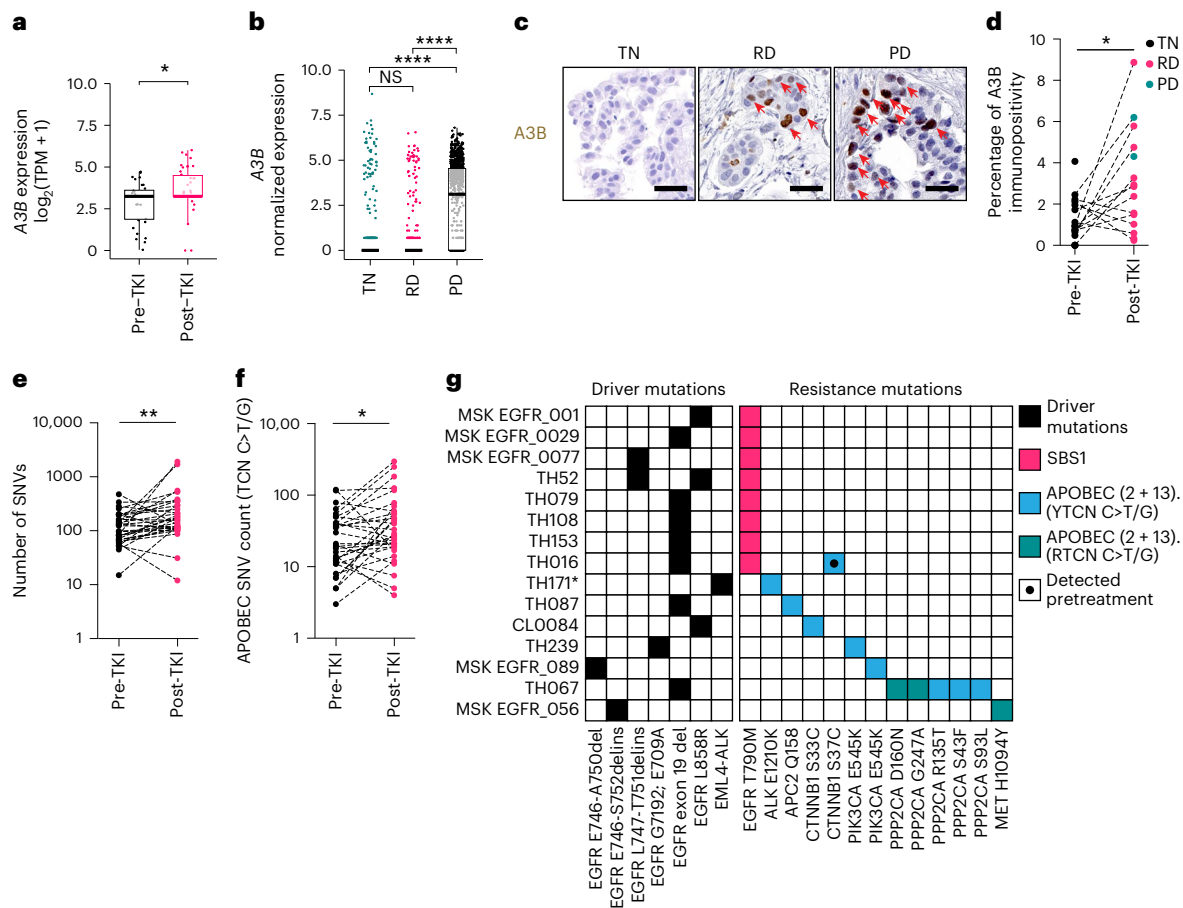 a
A3B expression
log2(TPM + 1)
10.0
7.5
5.0
2.5
0
*
Pre–TKI
Post–TKI
b
A3B
normalized expression
10.0
7.5
5.0
2.5
0
****
****
NS
TN
RD
PD
c
TN
RD
PD
A3B
d
Percentage of A3B
immunopositivity
10
8
6
4
2
0
*
Pre-TKI
Post-TKI
TN
RD
PD
e
Number of SNVs
10,000
1000
100
10
1
**
Pre-TKI
Post-TKI
f
APOBEC SNV count (TCN C>T/G)
10,00
100
10
1
*
Pre-TKI
Post-TKI
g
Driver mutations
Resistance mutations
MSK EGFR_001
MSK EGFR_0029
MSK EGFR_0077
TH52
TH079
TH108
TH153
TH016
TH171*
TH087
CL0084
TH239
MSK EGFR_089
TH067
MSK EGFR_056
EGFR E746-A750del
EGFR E746-S752delins
EGFR L747-T751delins
EGFR G7192; E709A
EGFR exon 19 del
EGFR L858R
EML4-ALK
EGFR T790M
ALK E1210K
APC2 Q158
CTNNB1 S33C
CTNNB1 S37C
PIK3CA E545K
PIK3CA E545K
PPP2CA D160N
PPP2CA G247A
PPP2CA R135T
PPP2CA S43F
PPP2CA S93L
MET H1094Y
Driver
mutations
SBS1
APOBEC (2 + 13).
(YTCN C>T/G)
APOBEC (2 + 13).
(RTCN C>T/G)
Detected
pretreatment